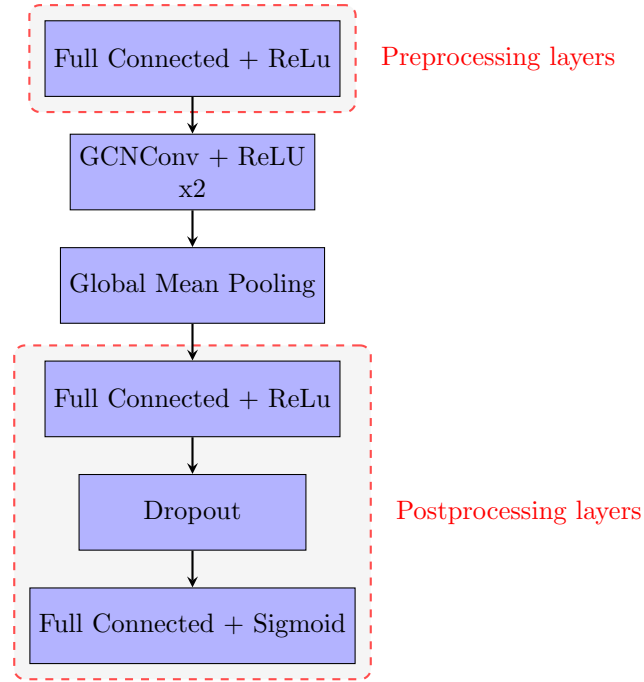 Full Connected + ReLu
Preprocessing layers
GCNConv + ReLU
x2
Global Mean Pooling
Full Connected + ReLu
Dropout
Postprocessing layers
Full Connected + Sigmoid